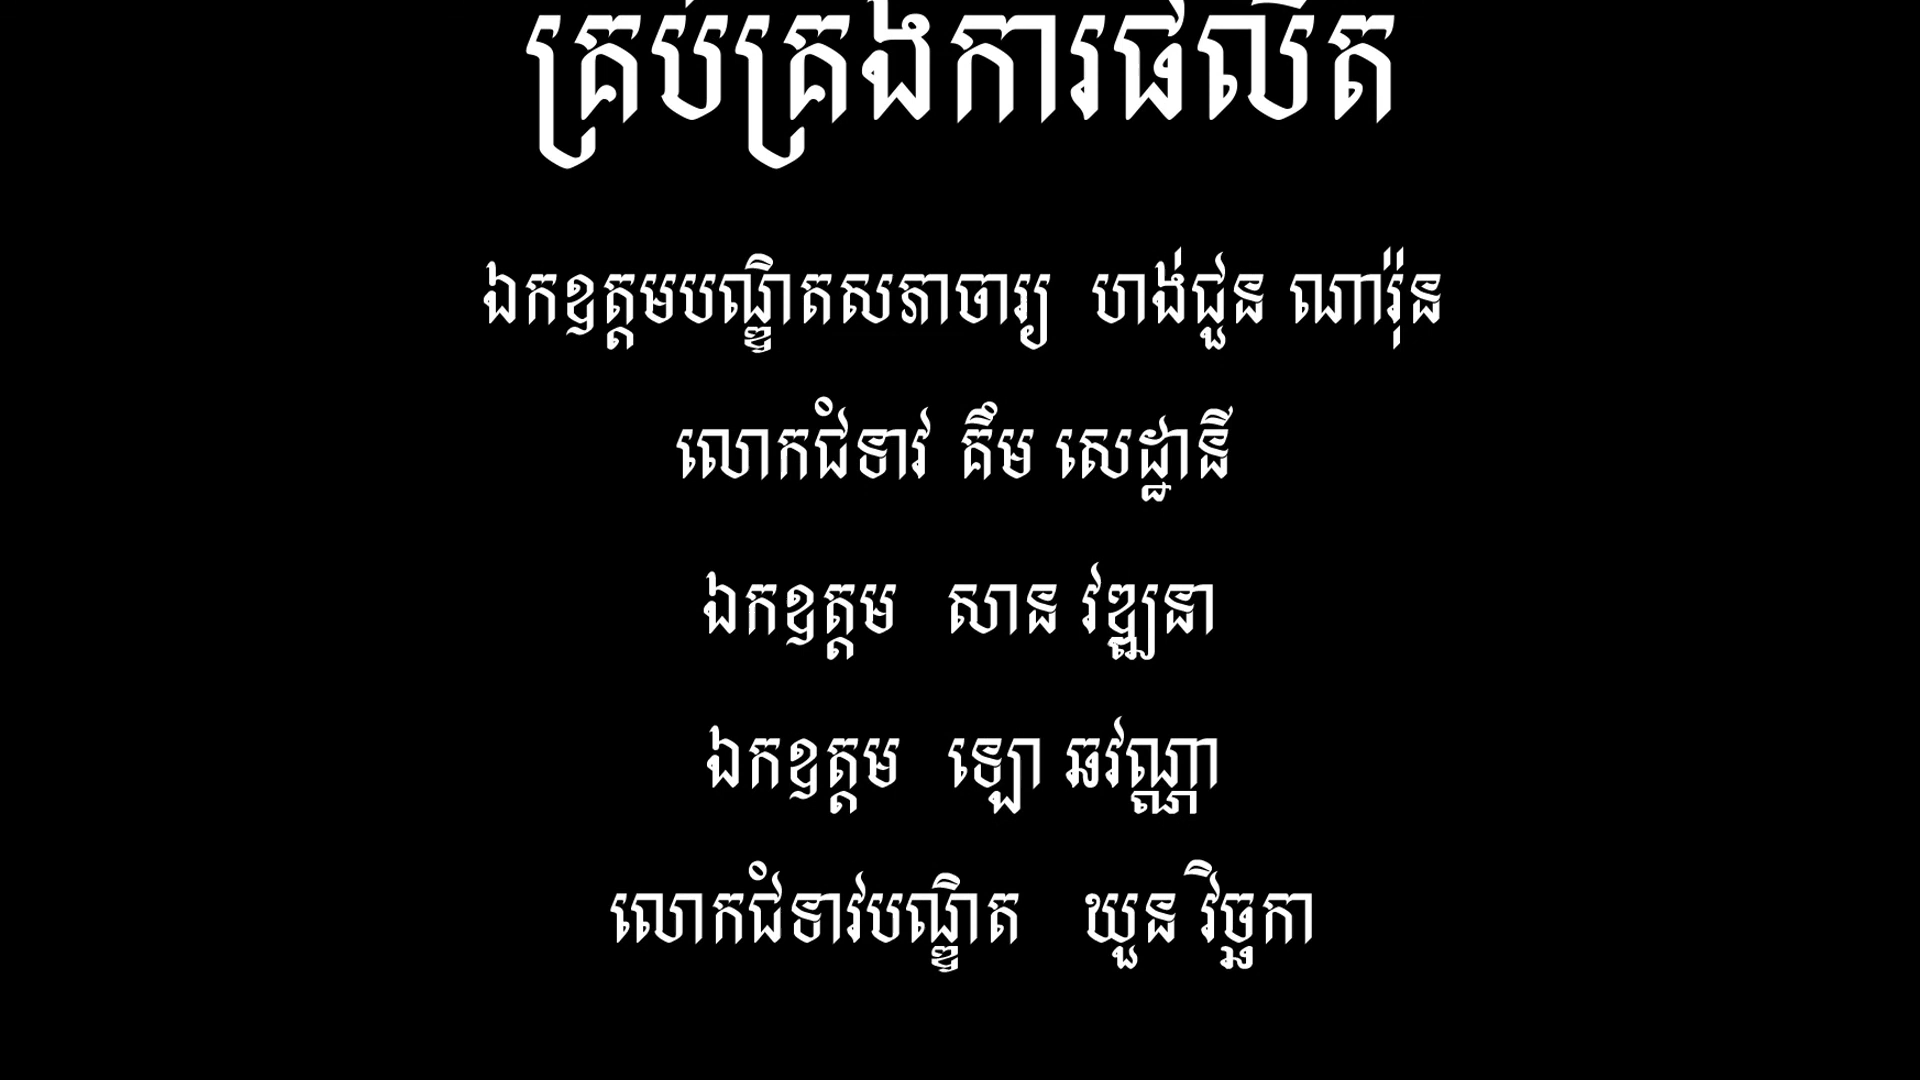 គ្រប់គ្រងការផលិត
ឯកឧត្តមបណ្ឌិតសភាចារ្យ ហង់ជួន ណារ៉ុន
លោកជំទាវ គឹម សេដ្ឋានី
ឯកឧត្តម សាន វឌ្ឍនា
ឯកឧត្តម ឡោ ឆវណ្ណា
លោកជំទាវបណ្ឌិត ឃួន វិច្ឆកា